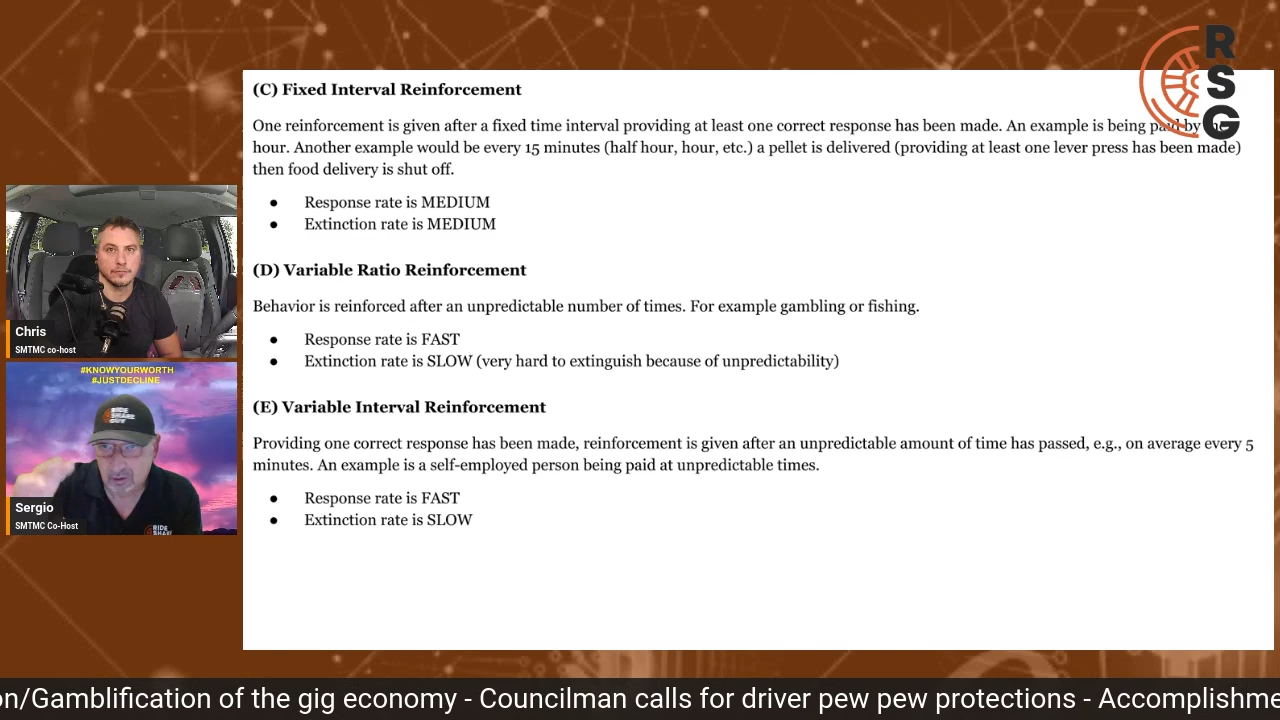 R
S
G
(C) Fixed Interval Reinforcement
One reinforcement is given after a fixed time interval providing at least one correct response has been made. An example is being paid by
hour. Another example would be every 15 minutes (half hour, hour, etc.) a pellet is delivered (providing at least one lever press has been made)
then food delivery is shut off.
● Response rate is MEDIUM
● Extinction rate is MEDIUM
(D) Variable Ratio Reinforcement
Behavior is reinforced after an unpredictable number of times. For example gambling or fishing.
● Response rate is FAST
● Extinction rate is SLOW (very hard to extinguish because of unpredictability)
(E) Variable Interval Reinforcement
Providing one correct response has been made, reinforcement is given after an unpredictable amount of time has passed, e.g., on average every 5
minutes. An example is a self-employed person being paid at unpredictable times.
● Response rate is FAST
● Extinction rate is SLOW
Chris
SMTMC co-host
#KNOWYOURWORTH
#JUSTDECLINE
RIDE
SHARE
GUY
Sergio
SMTMC Co-Host
RIDE
SHARE
on/Gamblification of the gig economy - Councilman calls for driver pew pew protections - Accomplishme